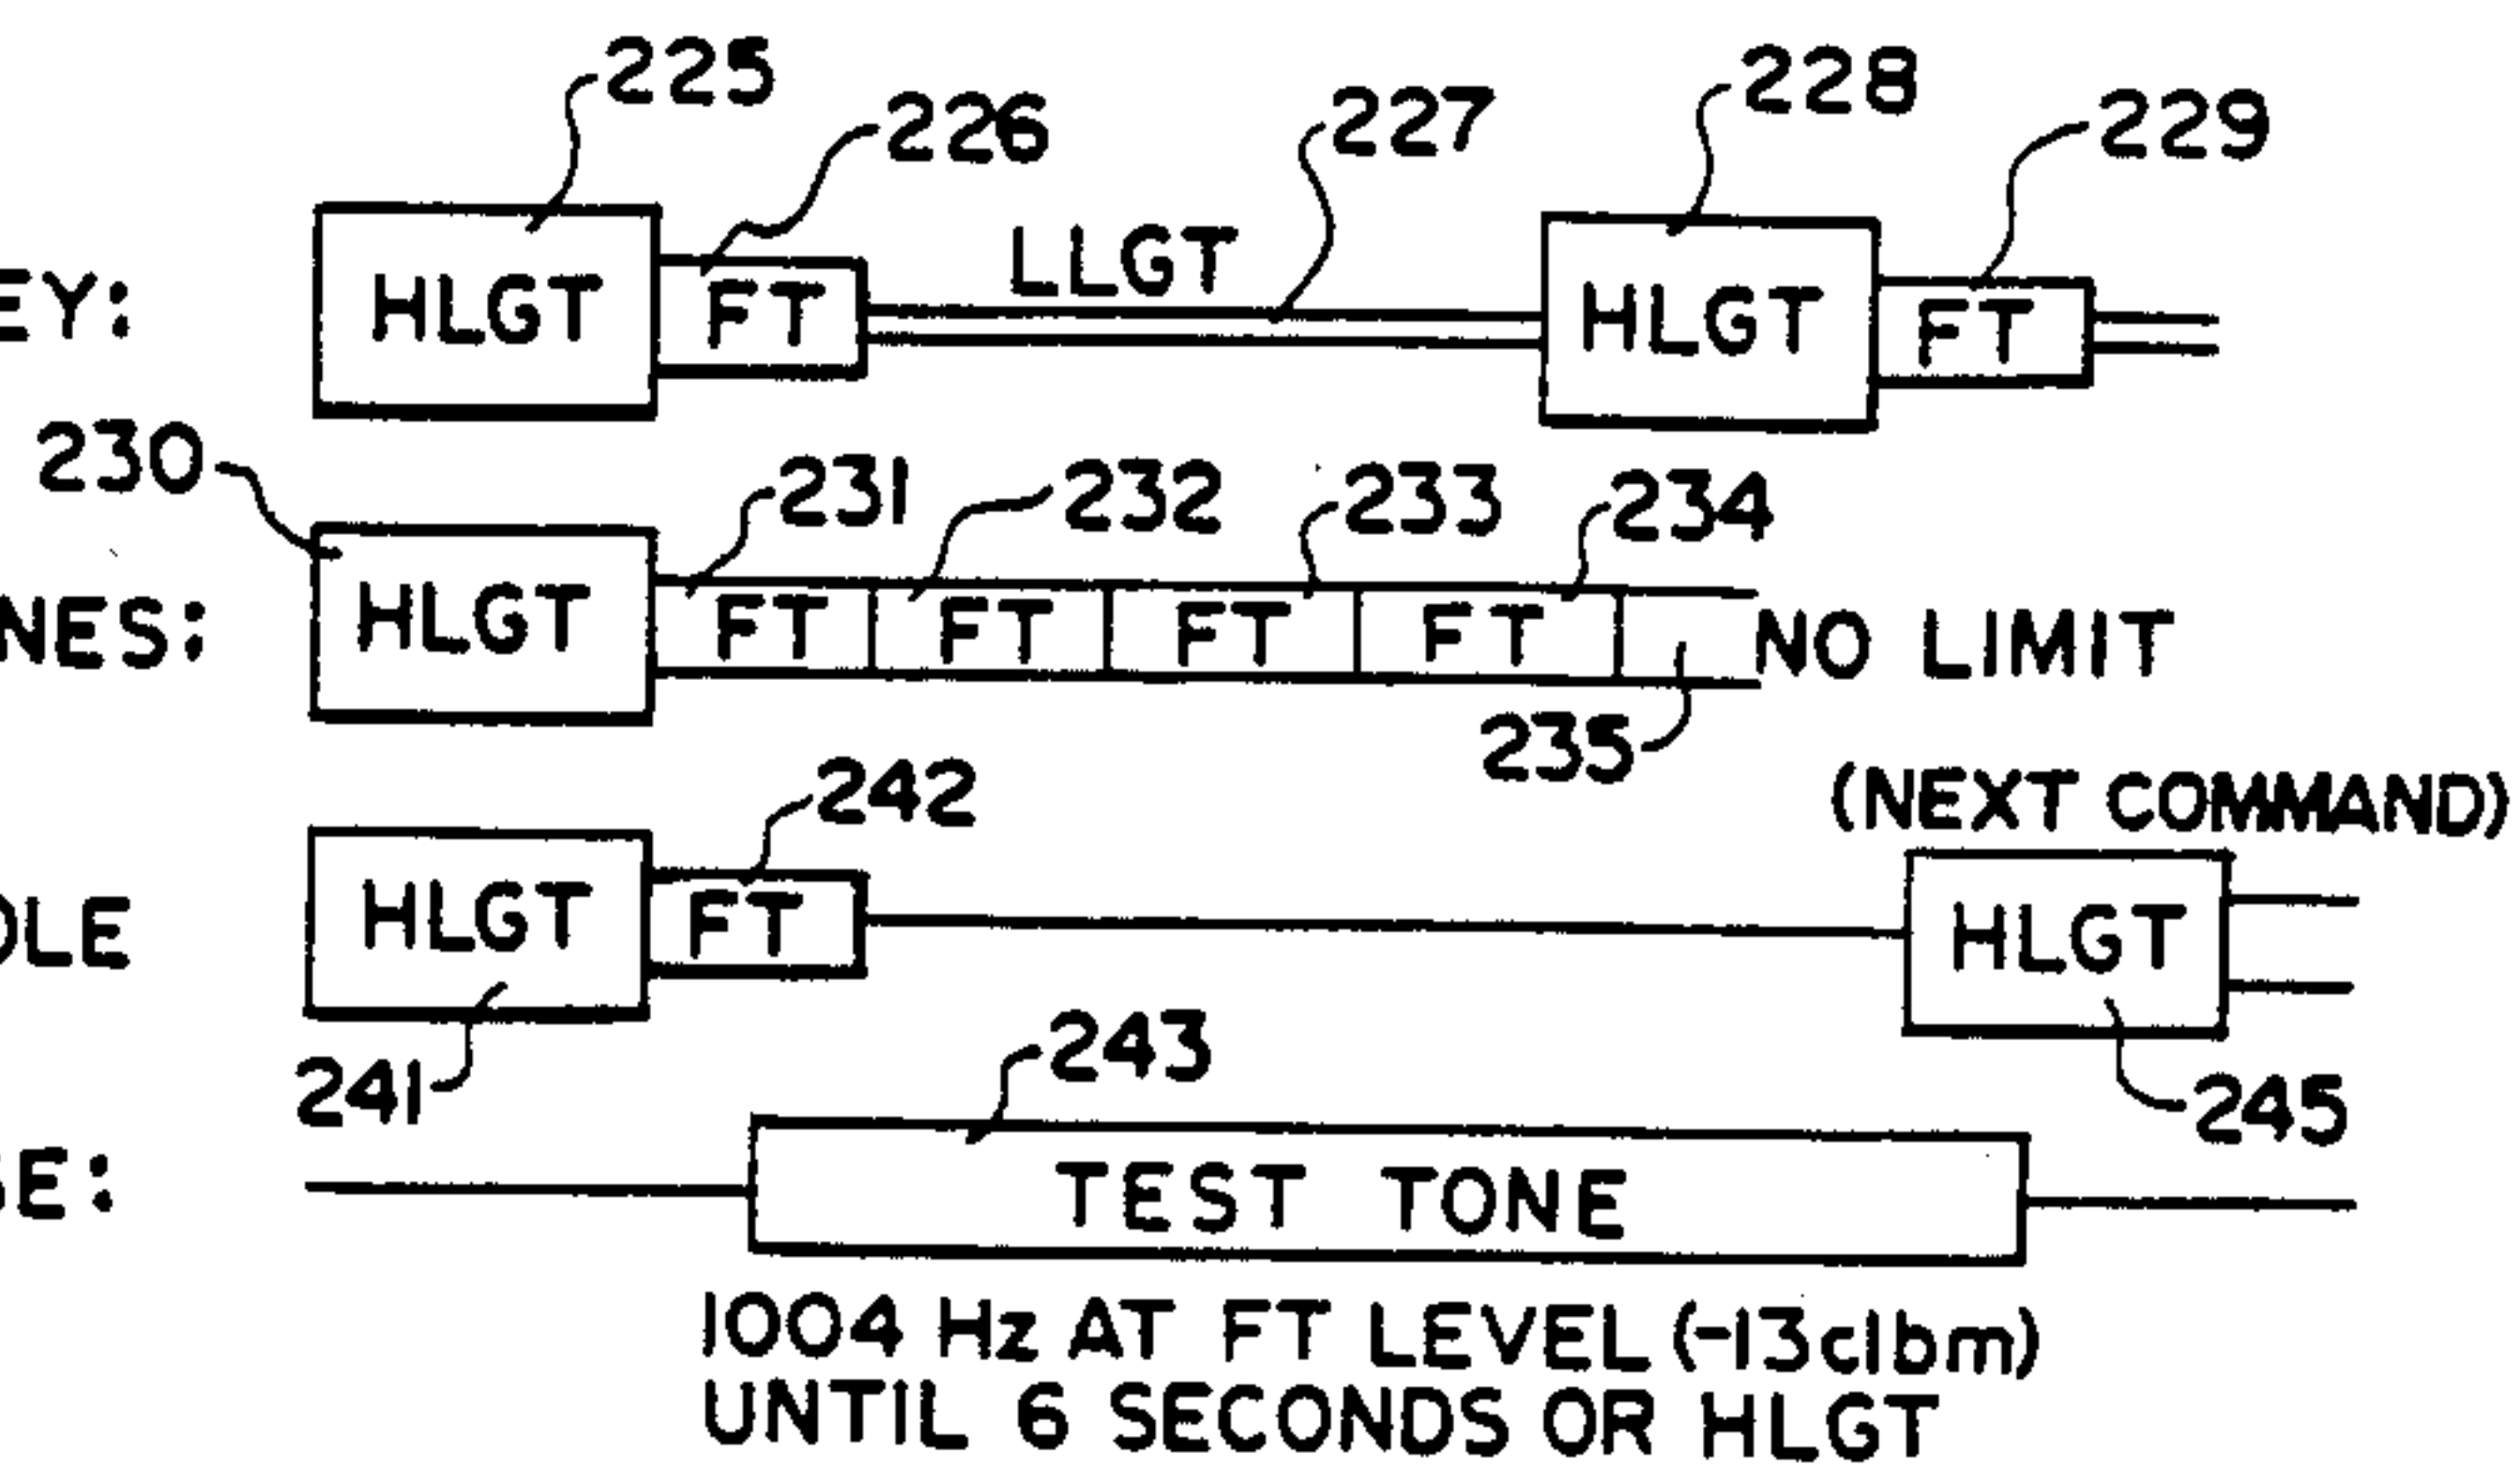 225
226
227
228
229
LLGT
EY:
HLGT
FT
HLGT
FT
230
231
232
233
234
NES:
HLGT
FT
FT
FT
FT
NO LIMIT
235
242
(NEXT COMMAND)
DLE
HLGT
FT
HLGT
241
243
245
SE:
TEST TONE
1004 Hz AT FT LEVEL (-13dbm)
UNTIL 6 SECONDS OR HLGT